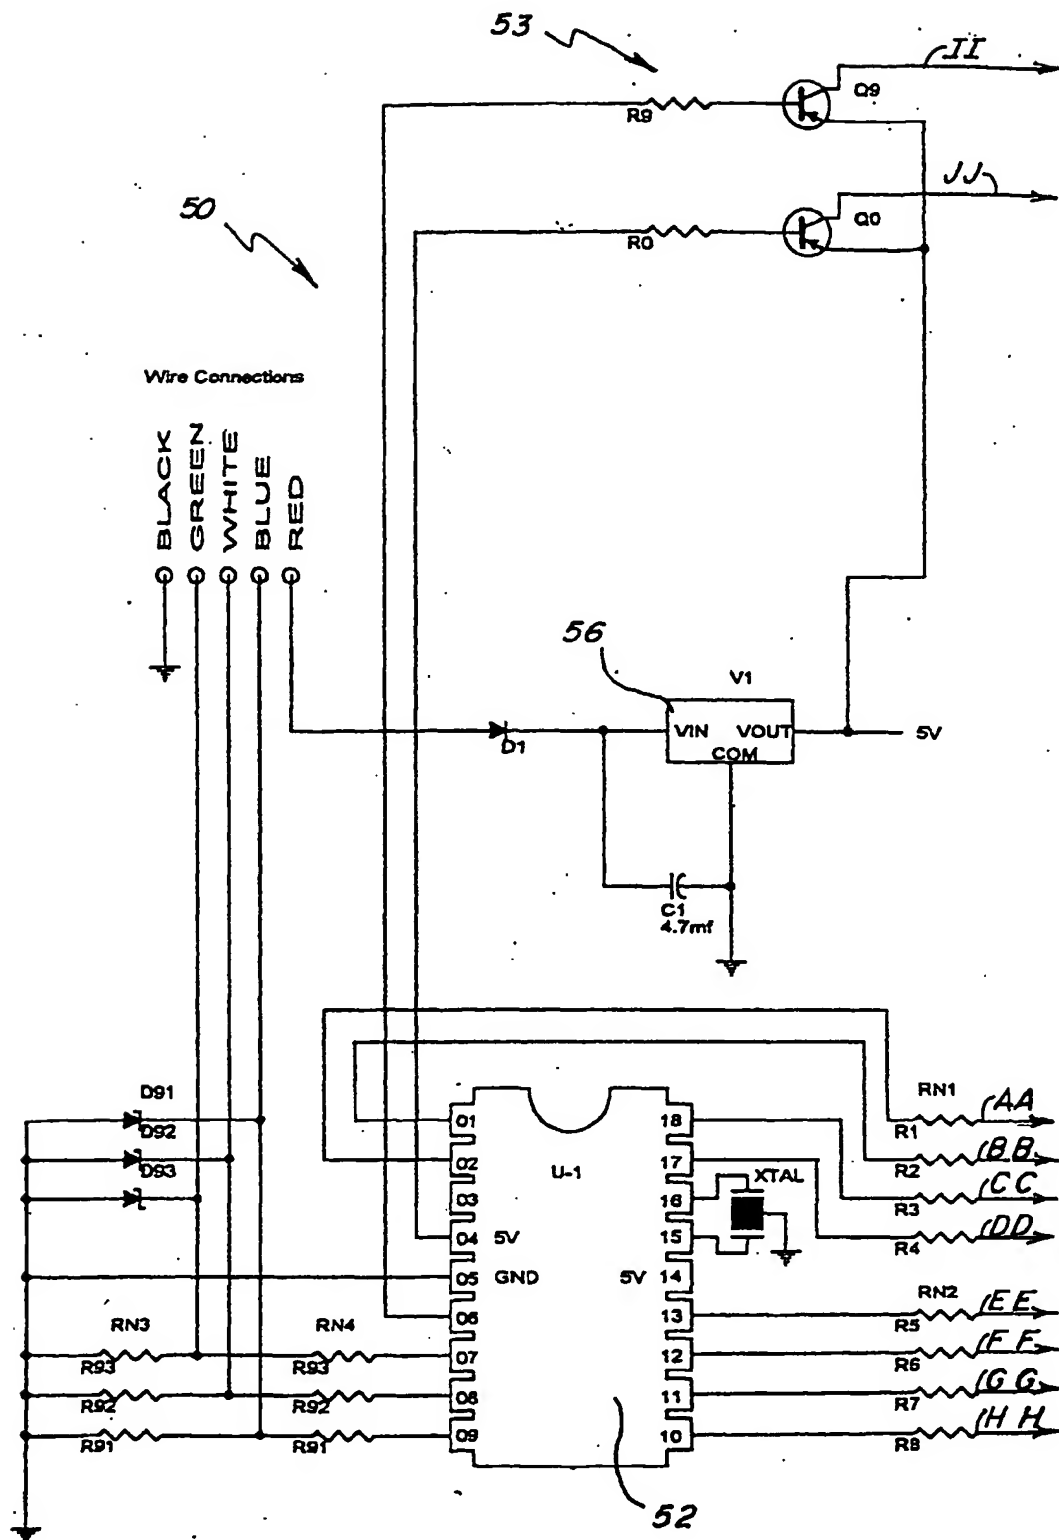 53
II
Q9
R9
50
JJ
Q0
R0
Wire Connections
BLACK
GREEN
WHITE
BLUE
RED
56
V1
VIN VOUT
COM
5V
D1
C1
4.7mf
D91
D92
D93
RN1
AA
R1
BB
R2
CC
R3
DD
R4
01 18
02 17
U-1
XTAL
03 16
04 5V 15
05 GND 5V 14
06 13
RN2
EE
R5
RN3 RN4
07 12
FF
R93 R93 R6
08 11
GG
R92 R92 R7
09 10
HH
R91 R91 R8
52